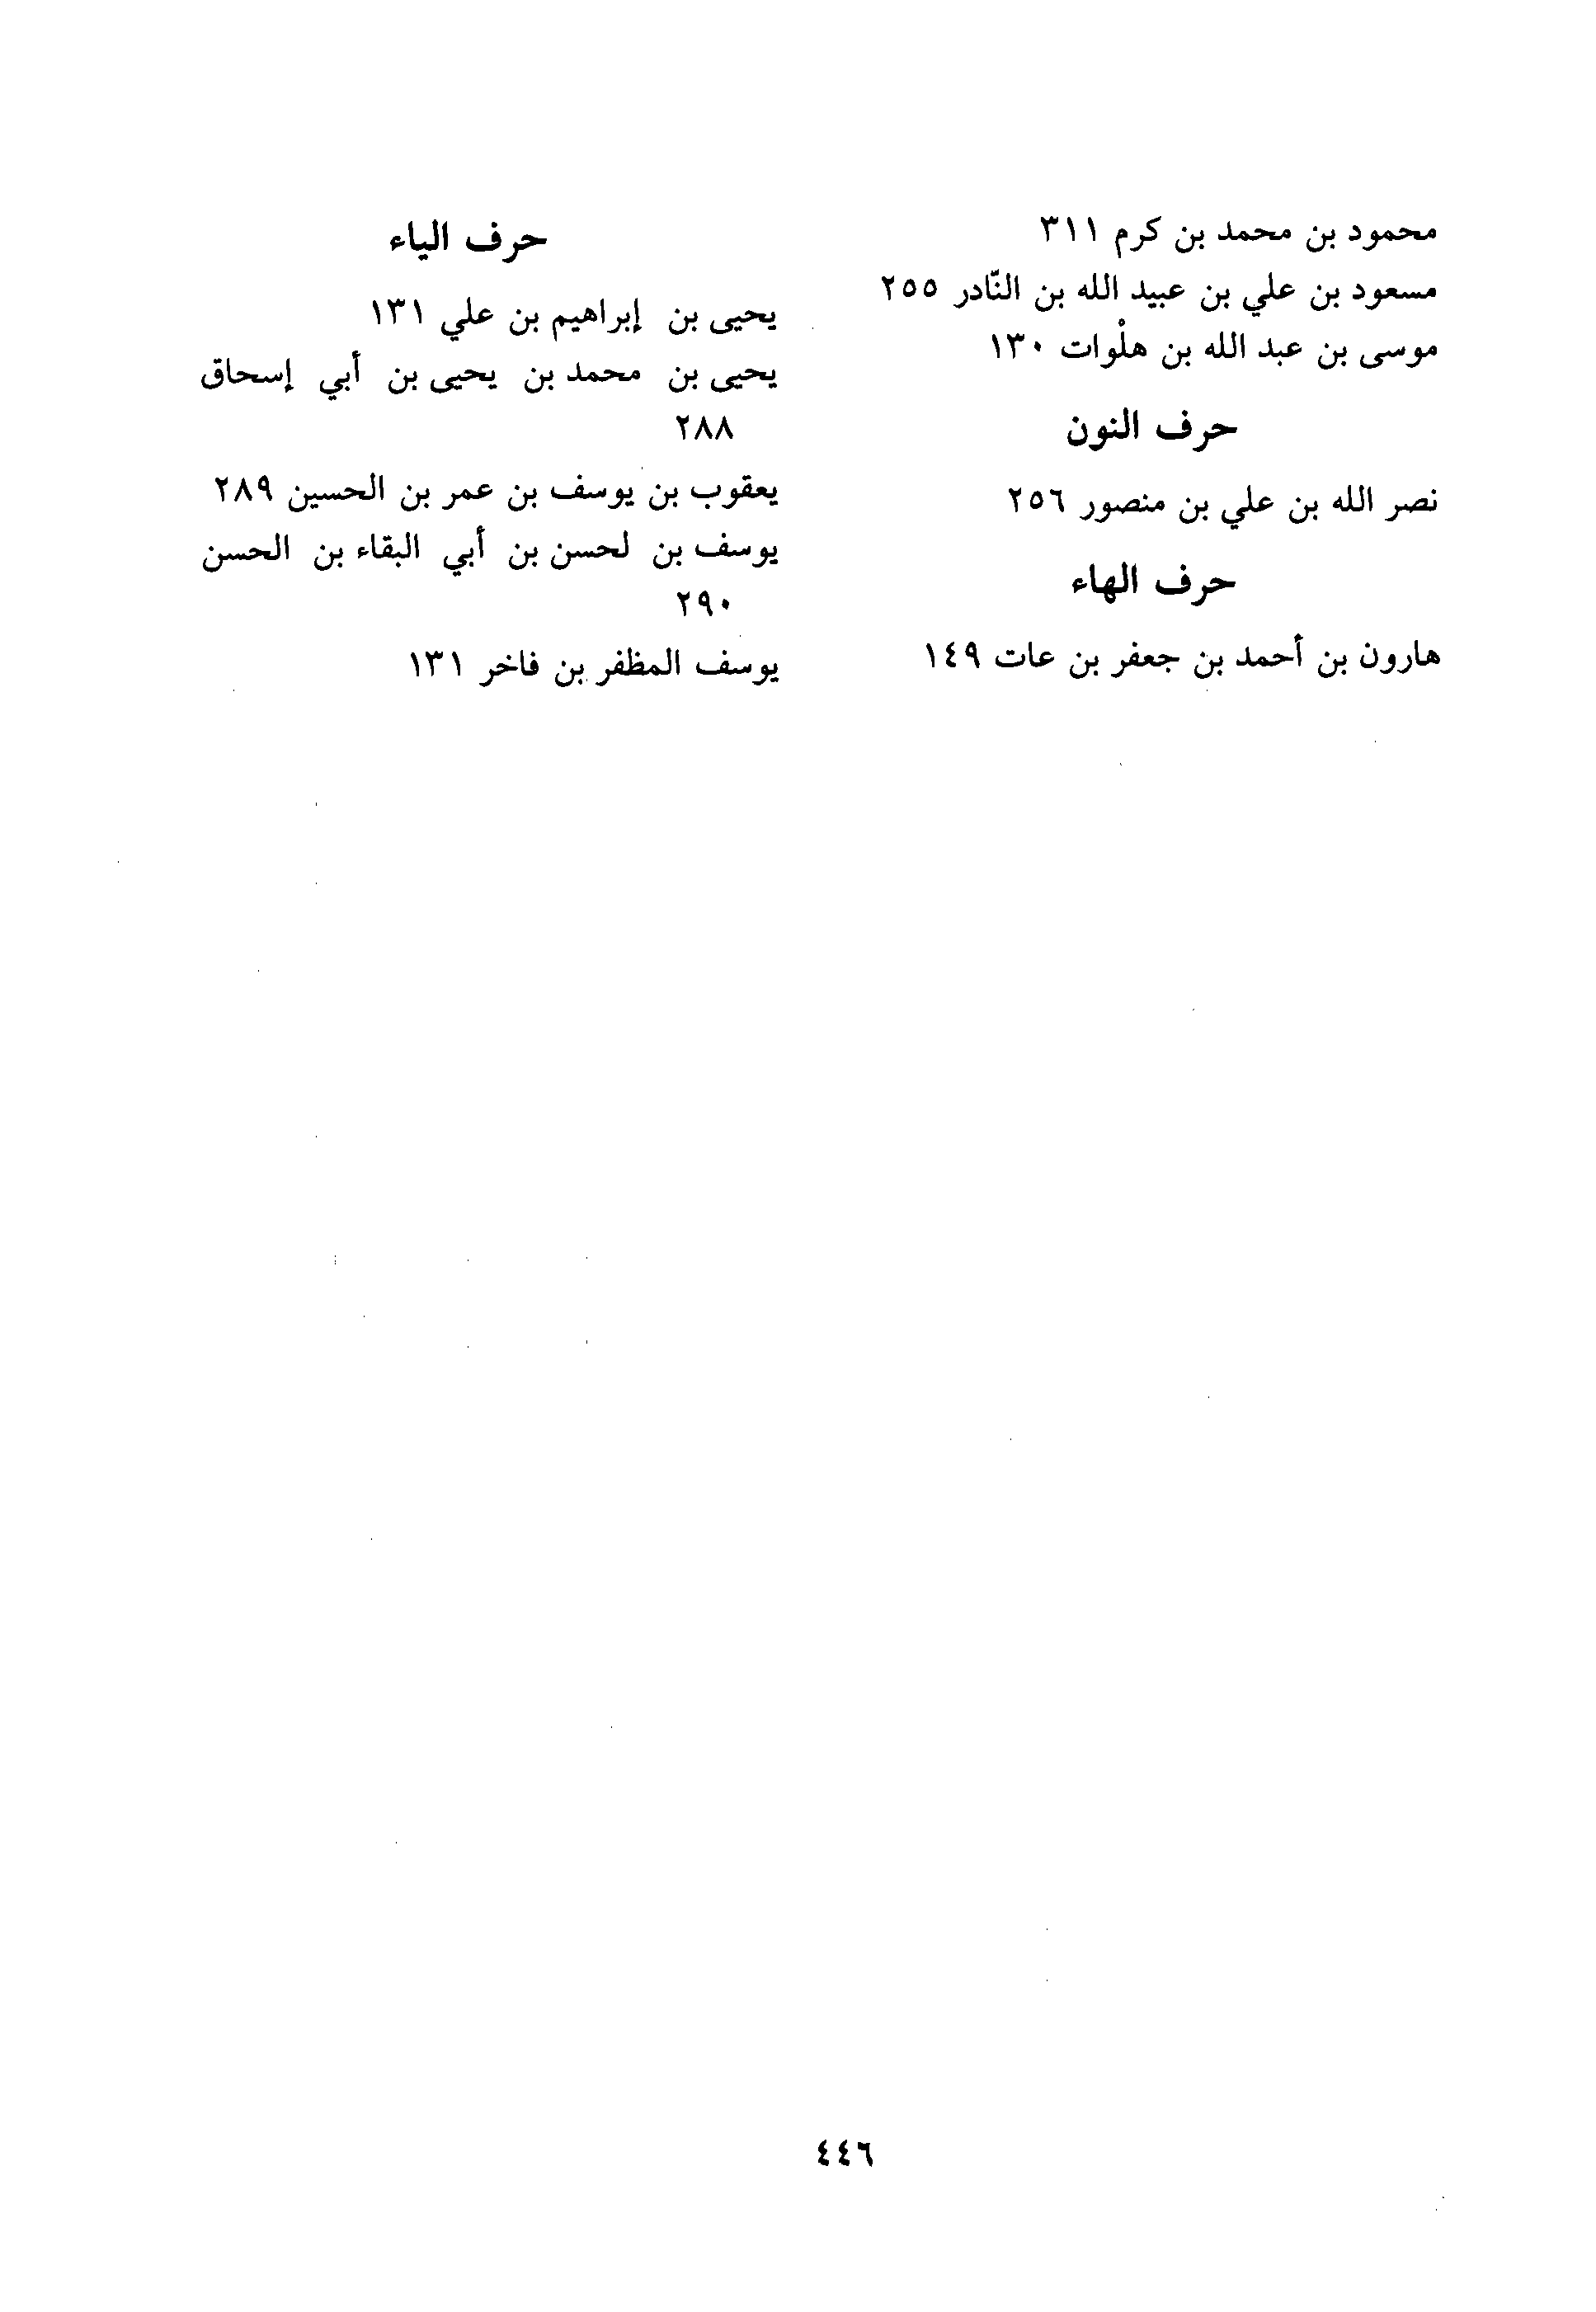 محمود بن محمد بن كرم ٣١١
مسعود بن علي بن عبيد الله بن النّادر ٢٥٥
موسى بن عبد الله بن هلْوات ١٣٠
حرف النون
نصر الله بن علي بن منصور ٢٥٦
حرف الهاء
هارون بن أحمد بن جعفر بن عات ١٤٩
حرف الياء
يحيى بن إبراهيم بن علي ١٣١
يحيى بن محمد بن يحيى بن أبي إسحاق
٢٨٨
يعقوب بن يوسف بن عمر بن الحسين ٢٨٩
يوسف بن لحسن بن أبي البقاء بن الحسن
٢٩٠
يوسف المظفر بن فاخر ١٣١
٤٤٦